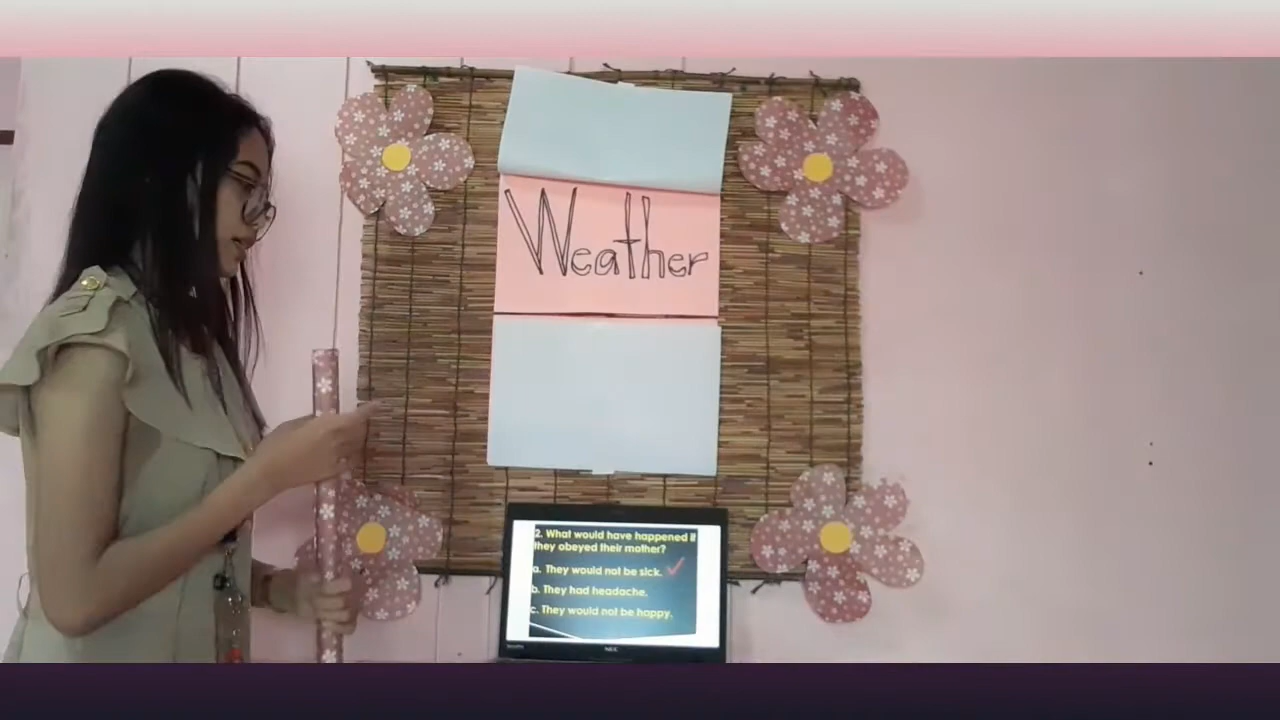 Weather
2. What would have happened if
they obeyed their mother?
a. They would not be sick.
b. They had headache.
c. They would not be happy.
NEC